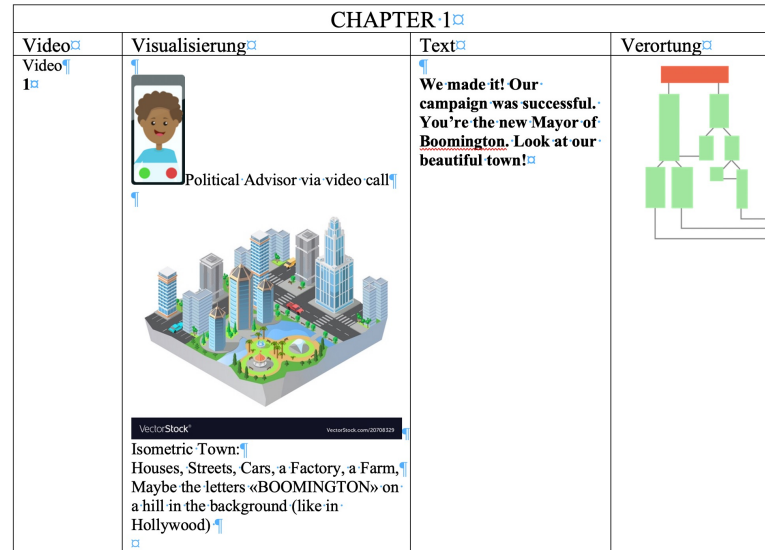 CHAPTER 1
Video
Visualisierung
Text
Verortung
Video
1
Political Advisor via video call
VectorStock®
VectorStock.com/20708329
Isometric Town:
Houses, Streets, Cars, a Factory, a Farm,
Maybe the letters «BOOMINGTON» on
a hill in the background (like in
Hollywood)
We made it! Our
campaign was successful.
You’re the new Mayor of
Boomington. Look at our
beautiful town!